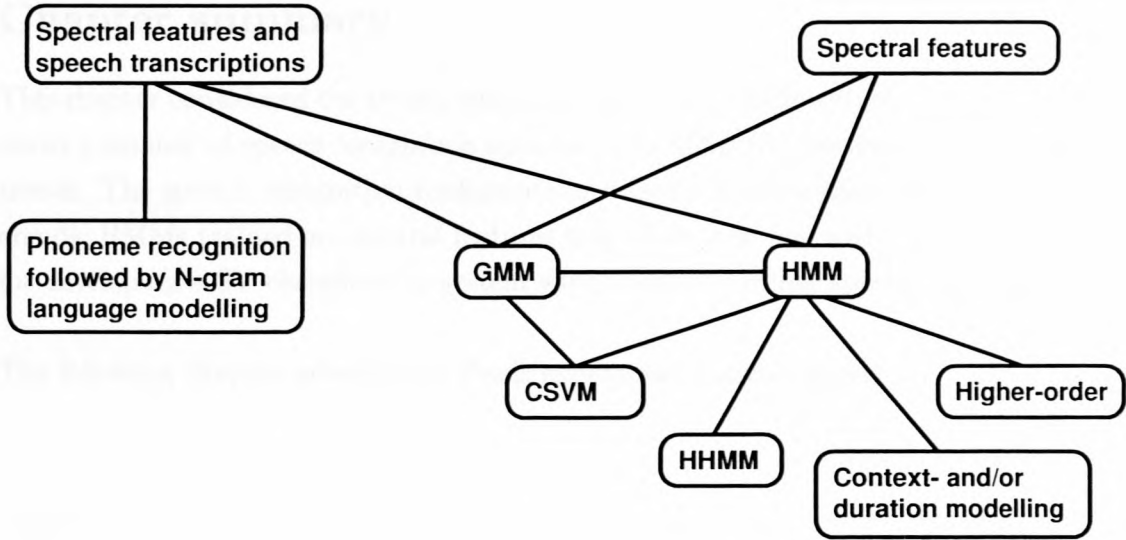 Spectral features and
speech transcriptions
Spectral features
Phoneme recognition
followed by N-gram
language modelling
GMM
HMM
CSVM
Higher-order
HHMM
Context- and/or
duration modelling